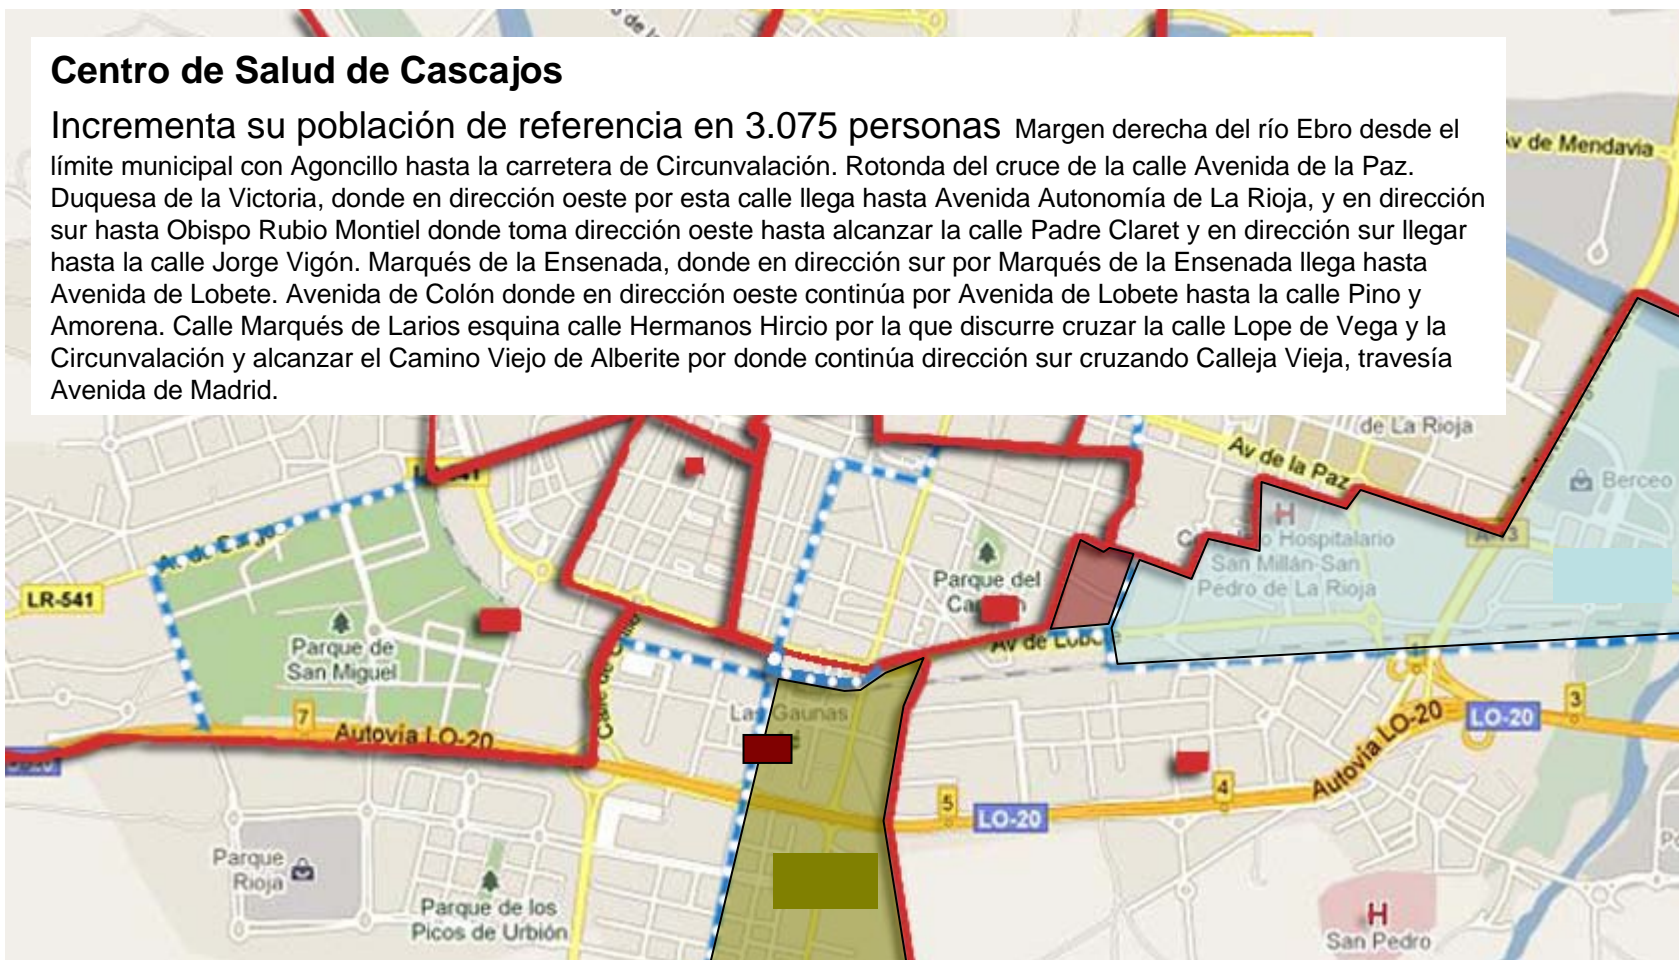 Centro de Salud de Cascajos
Incrementa su población de referencia en 3.075 personas Margen derecha del río Ebro desde el
límite municipal con Agoncillo hasta la carretera de Circunvalación. Rotonda del cruce de la calle Avenida de la Paz.
Duquesa de la Victoria, donde en dirección oeste por esta calle llega hasta Avenida Autonomía de La Rioja, y en dirección
sur hasta Obispo Rubio Montiel donde toma dirección oeste hasta alcanzar la calle Padre Claret y en dirección sur llegar
hasta la calle Jorge Vigón. Marqués de la Ensenada, donde en dirección sur por Marqués de la Ensenada llega hasta
Avenida de Lobete. Avenida de Colón donde en dirección oeste continúa por Avenida de Lobete hasta la calle Pino y
Amorena. Calle Marqués de Larios esquina calle Hermanos Hircio por la que discurre cruzar la calle Lope de Vega y la
Circunvalación y alcanzar el Camino Viejo de Alberite por donde continúa dirección sur cruzando Calleja Vieja, travesía
Avenida de Madrid.
Av de Mendavia
de La Rioja
Av de la Paz
Berceo
H
Hospitalario
San Millán-San
Pedro de La Rioja
Parque del
LR-541
Av de Lobete
Parque de
San Miguel
1
3
7
Autovia LO-20
Las Gaunas
LO-20
Autovia LO-20
4
5
LO-20
Parque
Rioja
Parque de los
Picos de Urbión
H
San Pedro